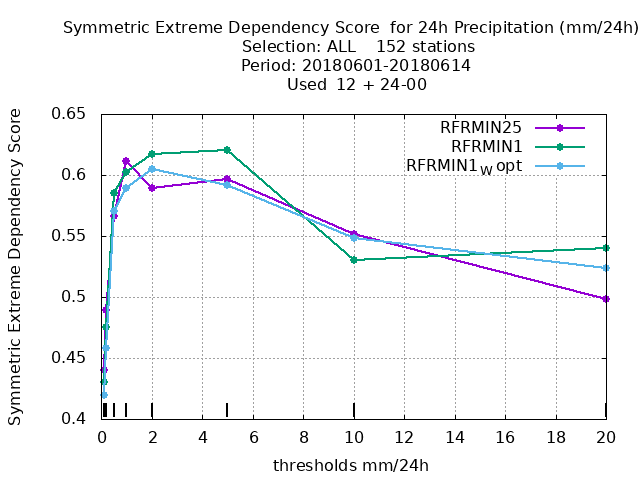 Symmetric Extreme Dependency Score  for 24h Precipitation (mm/24h)
Selection: ALL    152 stations
Period: 20180601-20180614
Used  12 + 24-00
Symmetric Extreme Dependency Score
0.65
0.6
0.55
0.5
0.45
0.4
RFRMIN25
RFRMIN1
RFRMIN1w opt
0 2 4 6 8 10 12 14 16 18 20
thresholds mm/24h